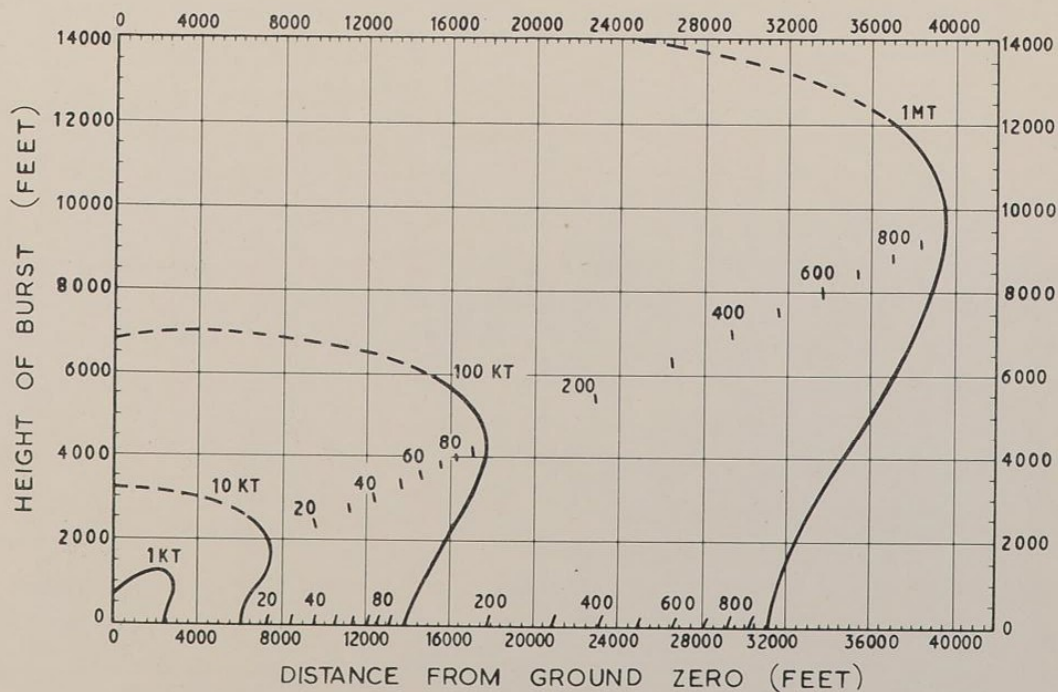 0 4000 8000 12000 16000 20000 24000 28000 32000 36000 40000
14000 14000
1MT
12000 12000
10000 10000
800
600
8000 8000
400
100 KT
6000 6000
200
80
60
4000 4000
10 KT
40
20
2000 2000
1 KT
20 40 80 200 400 600 800
0 0
0 4000 8000 12000 16000 20000 24000 28000 32000 36000 40000
DISTANCE FROM GROUND ZERO (FEET)
HEIGHT OF BURST (FEET)